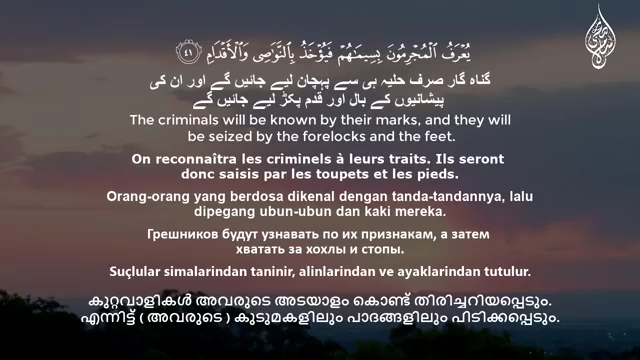 يُعْرَفُ الْمُجْرِمُونَ بِسِيمَاهُمْ فَيُؤْخَذُ بِالنَّوَاصِي وَالْأَقْدَامِ ﴿٤١﴾
گناہ گار صرف حلیہ ہی سے پہچان لیے جائیں گے اور ان کی
پیشانیوں کے بال اور قدم پکڑ لیے جائیں گے
The criminals will be known by their marks, and they will
be seized by the forelocks and the feet.
On reconnaîtra les criminels à leurs traits. Ils seront
donc saisis par les toupets et les pieds.
Orang-orang yang berdosa dikenal dengan tanda-tandannya, lalu
dipegang ubun-ubun dan kaki mereka.
Грешников будут узнавать по их признакам, а затем
хватать за хохлы и стопы.
Suçlular simalarindan taninir, alinlarindan ve ayaklarindan tutulur.
കുറ്റവാളികൾ അവരുടെ അടയാളം കൊണ്ട് തിരിച്ചറിയപ്പെടും.
എന്നിട്ട് ( അവരുടെ ) കുടുമകളിലും പാദങ്ങളിലും പിടിക്കപ്പെടും.